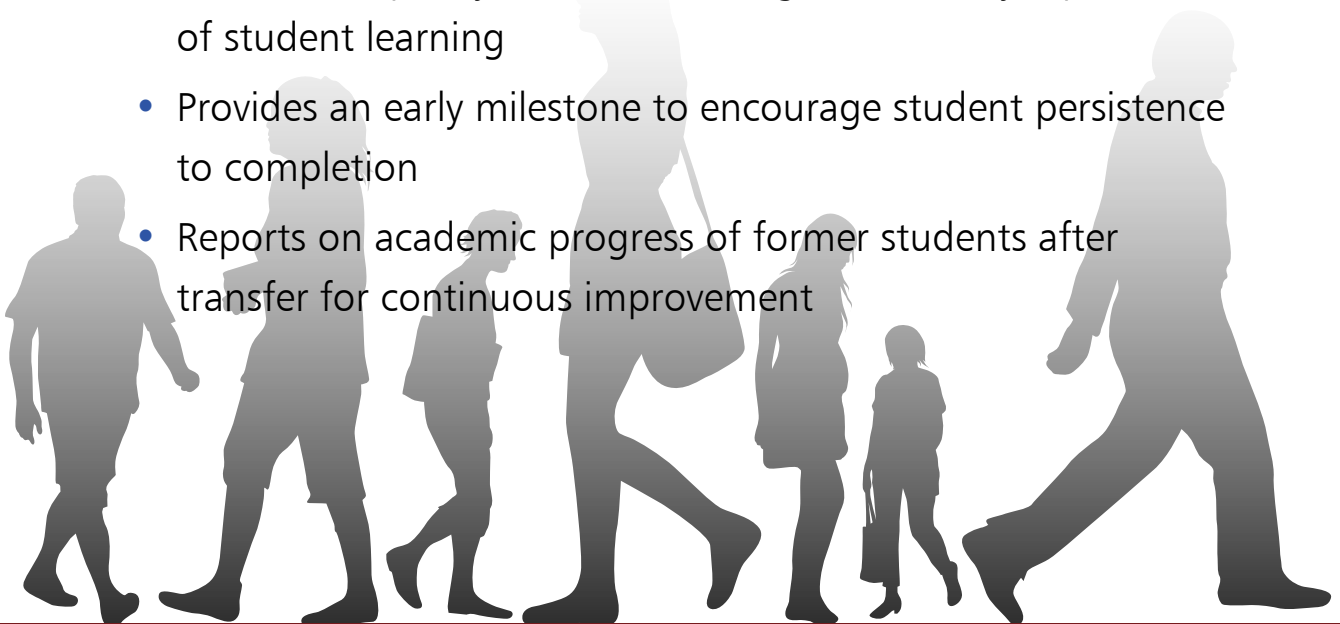 of student learning
• Provides an early milestone to encourage student persistence
to completion
• Reports on academic progress of former students after
transfer for continuous improvement